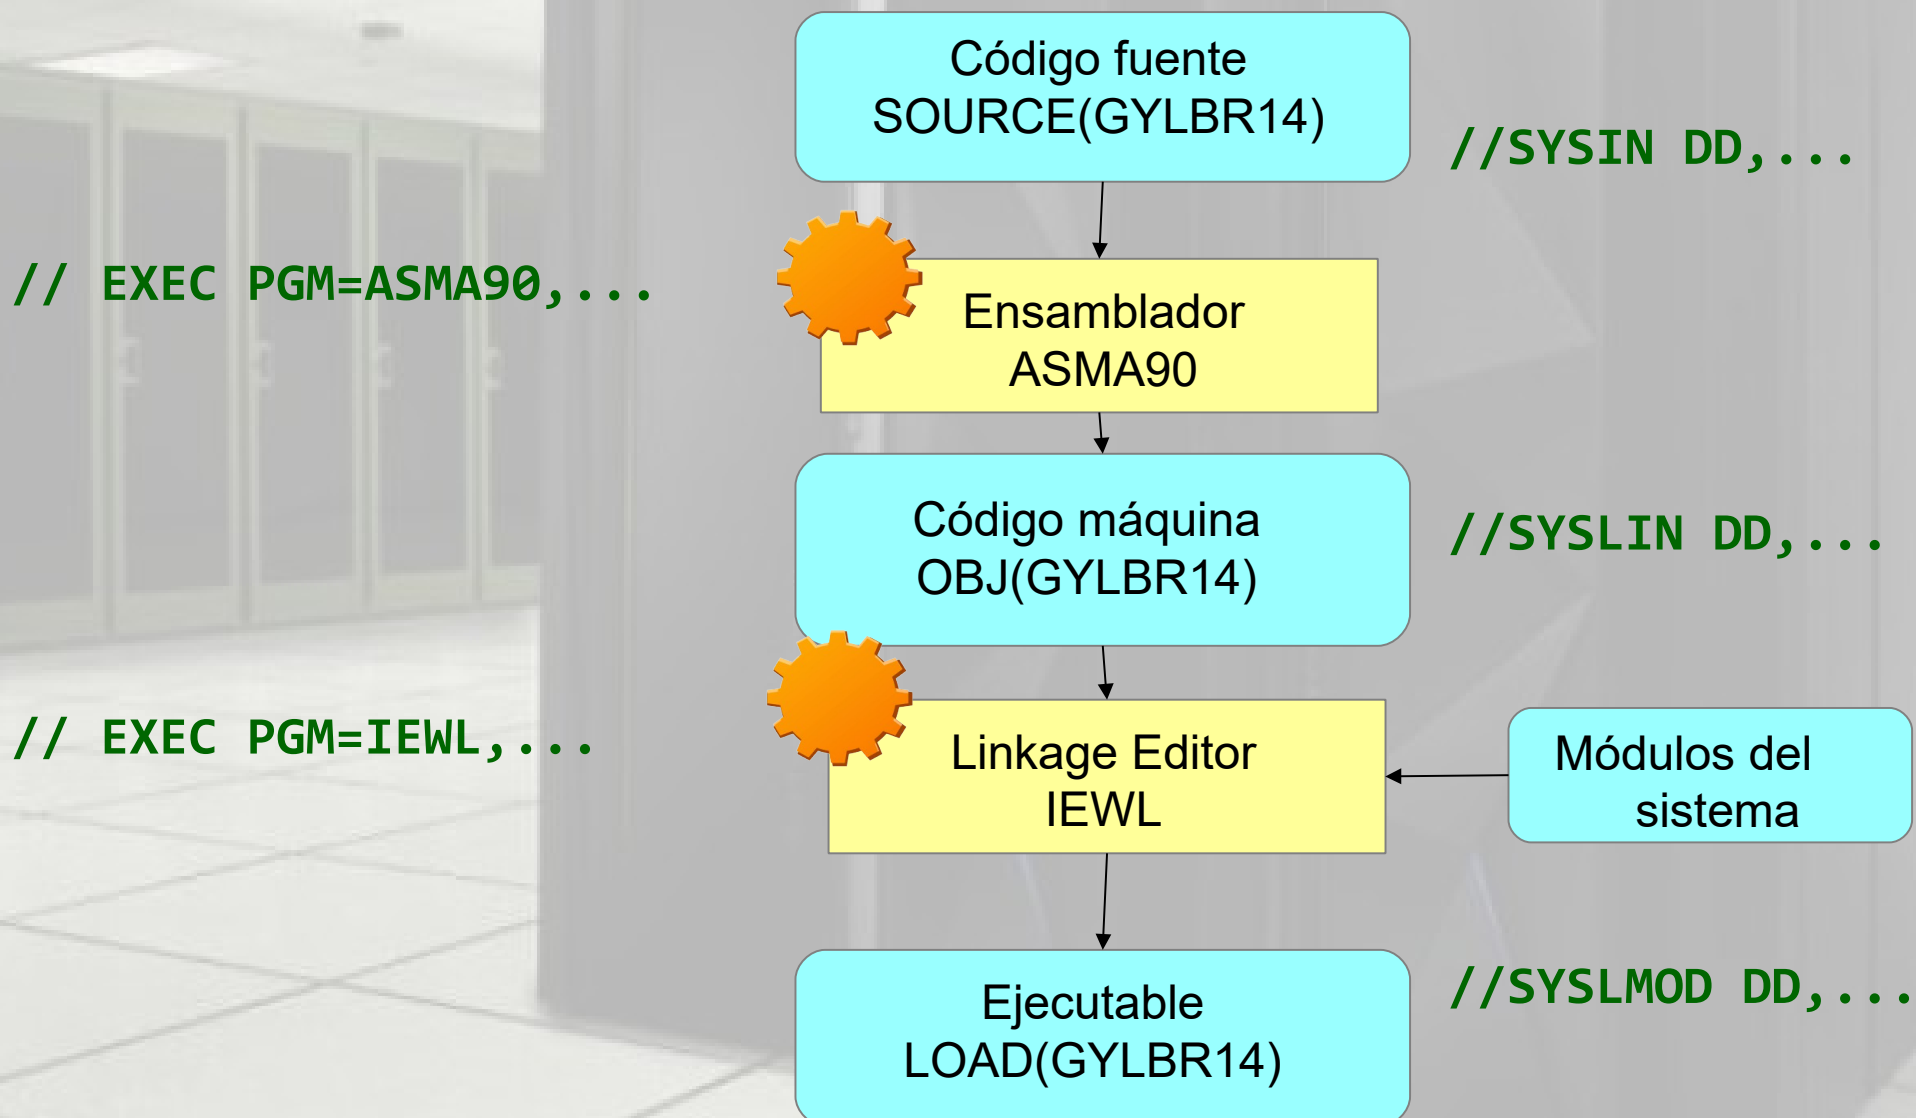 Código fuente
SOURCE(GYLBR14)
//SYSIN DD,...
// EXEC PGM=ASMA90,...
Ensamblador
ASMA90
Código máquina
OBJ(GYLBR14)
//SYSLIN DD,...
// EXEC PGM=IEWL,...
Linkage Editor
IEWL
Módulos del
sistema
Ejecutable
LOAD(GYLBR14)
//SYSLMOD DD,...